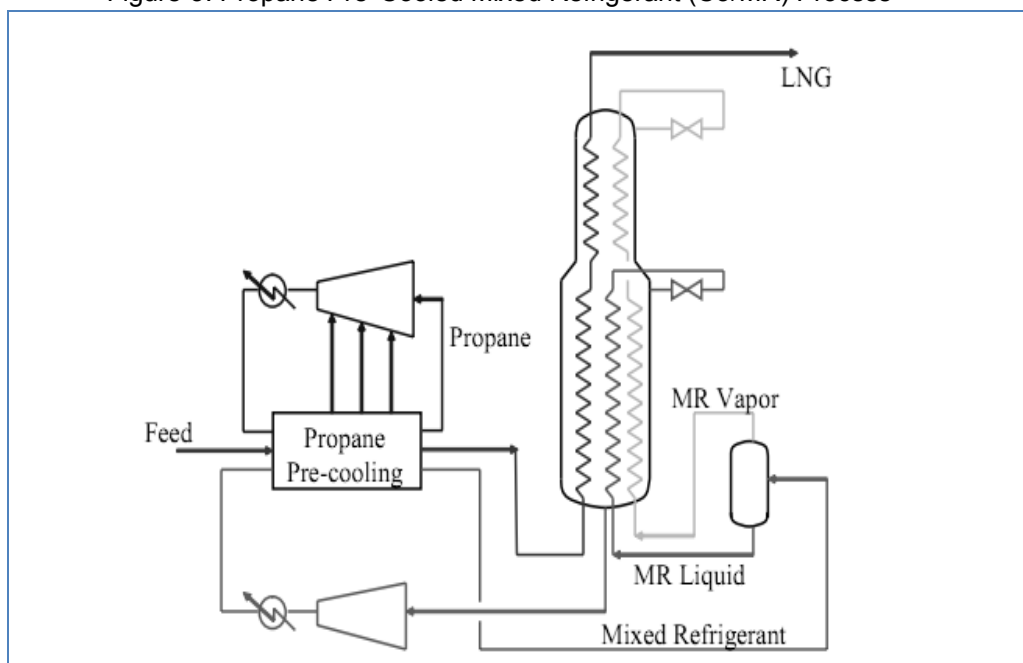 LNG
Propane
MR Vapor
Feed
Propane
Pre-cooling
MR Liquid
Mixed Refrigerant